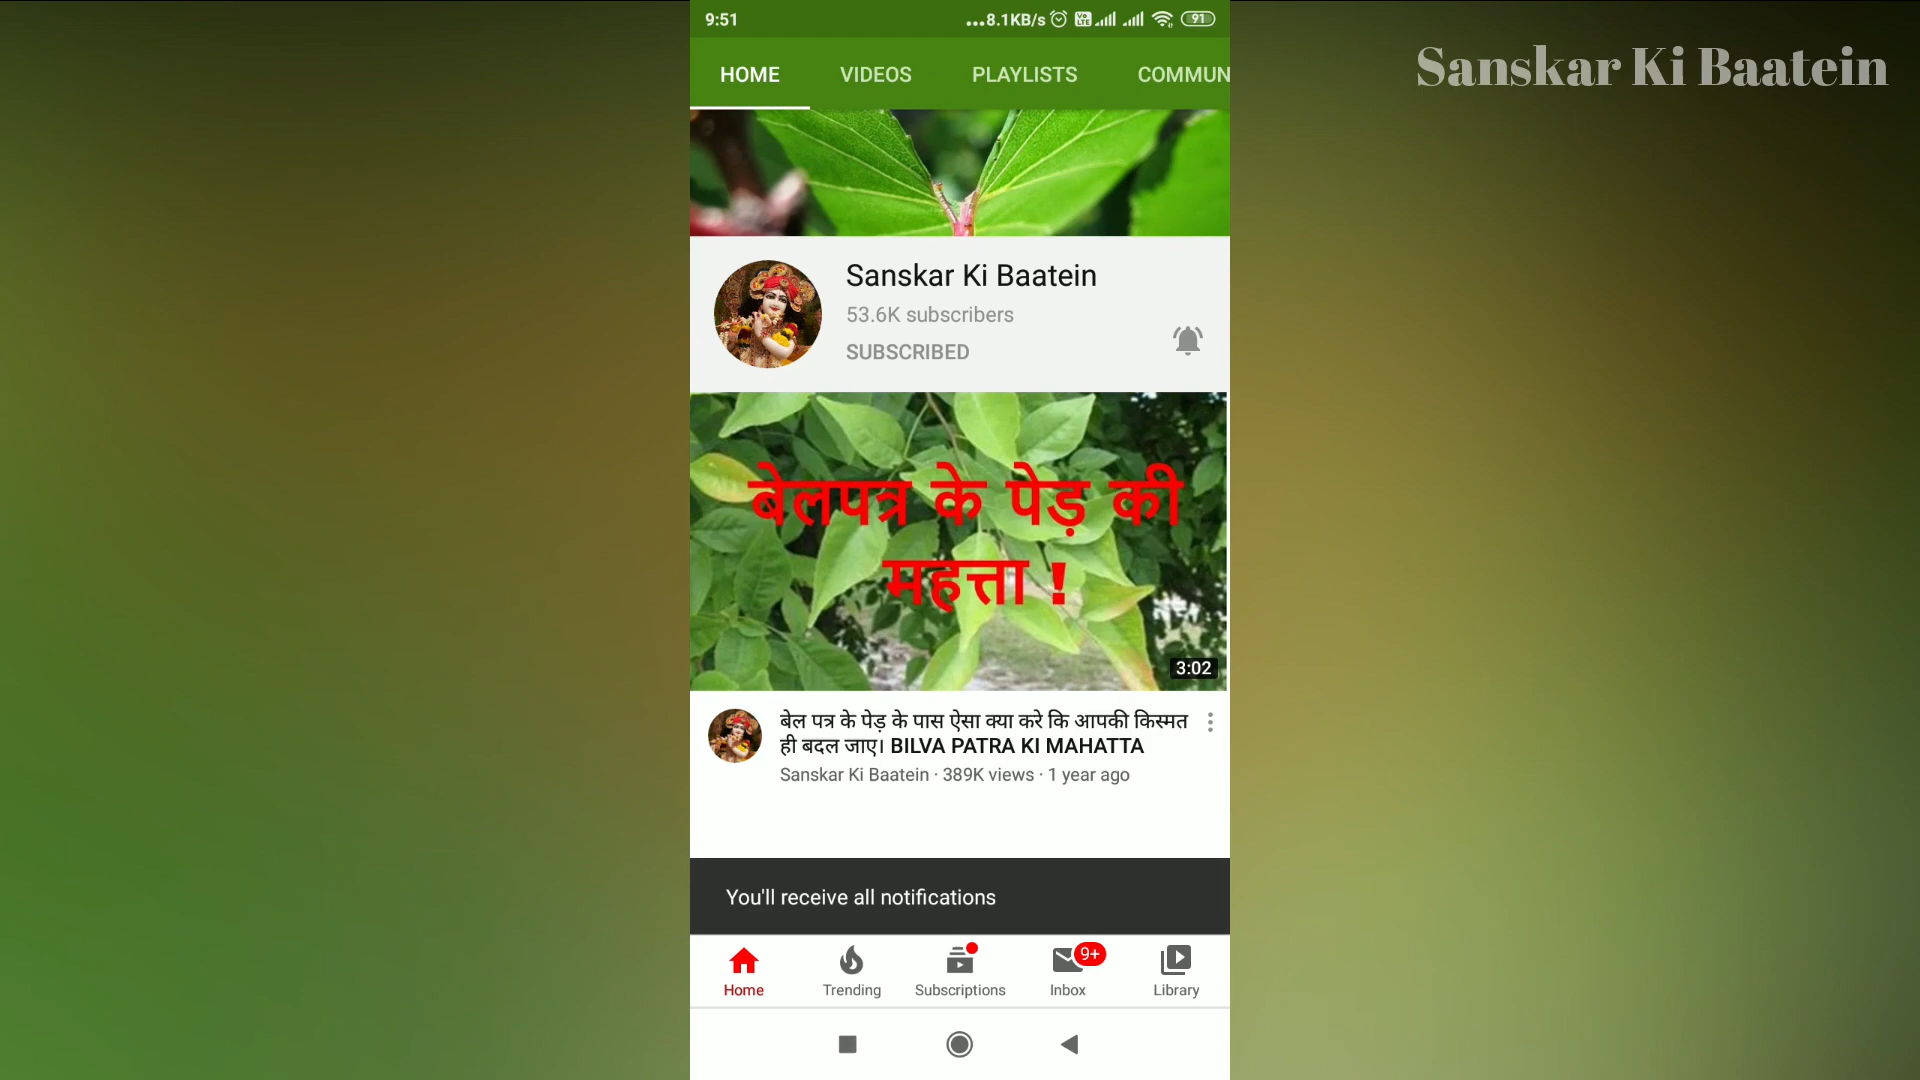 9:51
...8.1KB/s
Vo LTE
91
Sanskar Ki Baatein
HOME VIDEOS PLAYLISTS COMMUN
Sanskar Ki Baatein
53.6K subscribers
SUBSCRIBED
बेलपत्र के पेड़ की
महत्ता !
3:02
बेल पत्र के पेड़ के पास ऐसा क्या करे कि आपकी किस्मत
ही बदल जाए। BILVA PATRA KI MAHATTA
Sanskar Ki Baatein · 389K views · 1 year ago
You'll receive all notifications
9+
Home Trending Subscriptions Inbox Library